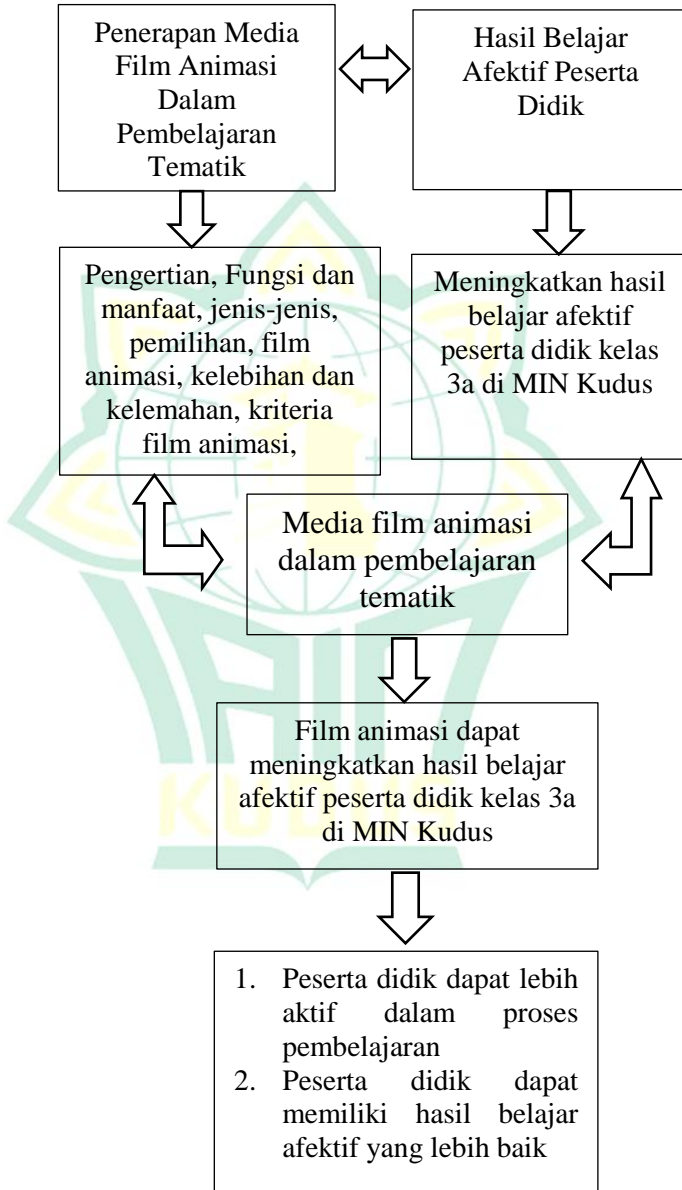 Penerapan Media
Film Animasi
Dalam
Pembelajaran
Tematik
Hasil Belajar
Afektif Peserta
Didik
Pengertian, Fungsi dan
manfaat, jenis-jenis,
pemilihan, film
animasi, kelebihan dan
kelemahan, kriteria
film animasi,
Meningkatkan hasil
belajar afektif
peserta didik kelas
3a di MIN Kudus
Media film animasi
dalam pembelajaran
tematik
Film animasi dapat
meningkatkan hasil belajar
afektif peserta didik kelas 3a
di MIN Kudus
1. Peserta didik dapat lebih
aktif dalam proses
pembelajaran
2. Peserta didik dapat
memiliki hasil belajar
afektif yang lebih baik
IAIN
KUDUS